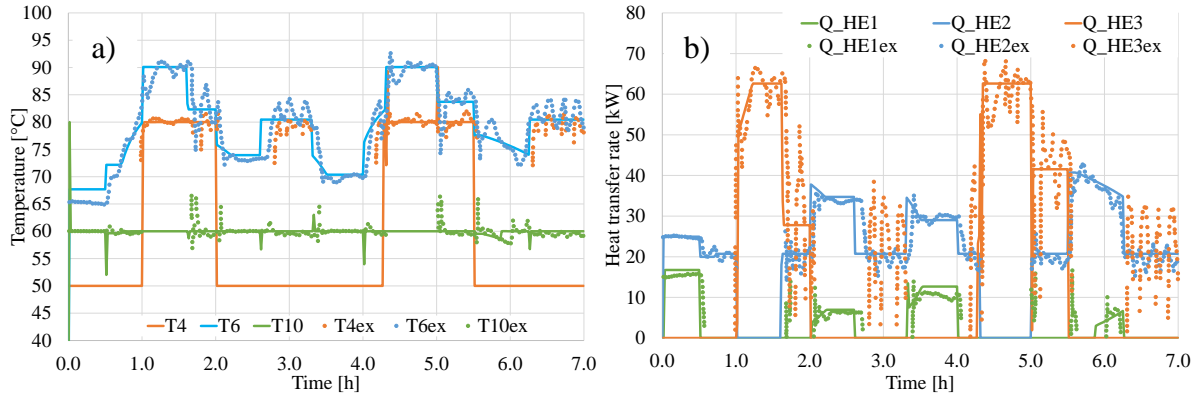 a)
Temperature [°C]
100
95
90
85
80
75
70
65
60
55
50
45
40
T4 T6 T10 T4ex T6ex T10ex
0.0 1.0 2.0 3.0 4.0 5.0 6.0 7.0
Time [h]
b)
Q_HE1 Q_HE2 Q_HE3
Q_HE1ex Q_HE2ex Q_HE3ex
Heat transfer rate [kW]
80
70
60
50
40
30
20
10
0
0.0 1.0 2.0 3.0 4.0 5.0 6.0 7.0
Time [h]